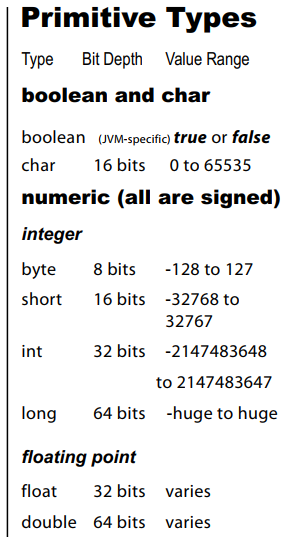 Primitive Types
Type Bit Depth Value Range
boolean and char
boolean (JVM-specific) true or false
char 16 bits 0 to 65535
numeric (all are signed)
integer
byte 8 bits -128 to 127
short 16 bits -32768 to
32767
int 32 bits -2147483648
to 2147483647
long 64 bits -huge to huge
floating point
float 32 bits varies
double 64 bits varies